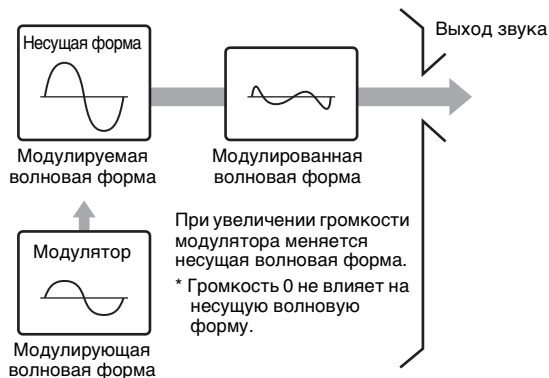 Несущая форма
Выход звука
Модулируемая
волновая форма
Модулированная
волновая форма
При увеличении громкости
модулятора меняется
несущая волновая форма.
* Громкость 0 не влияет на
несущую волновую
форму.
Модулятор
Модулирующая
волновая форма